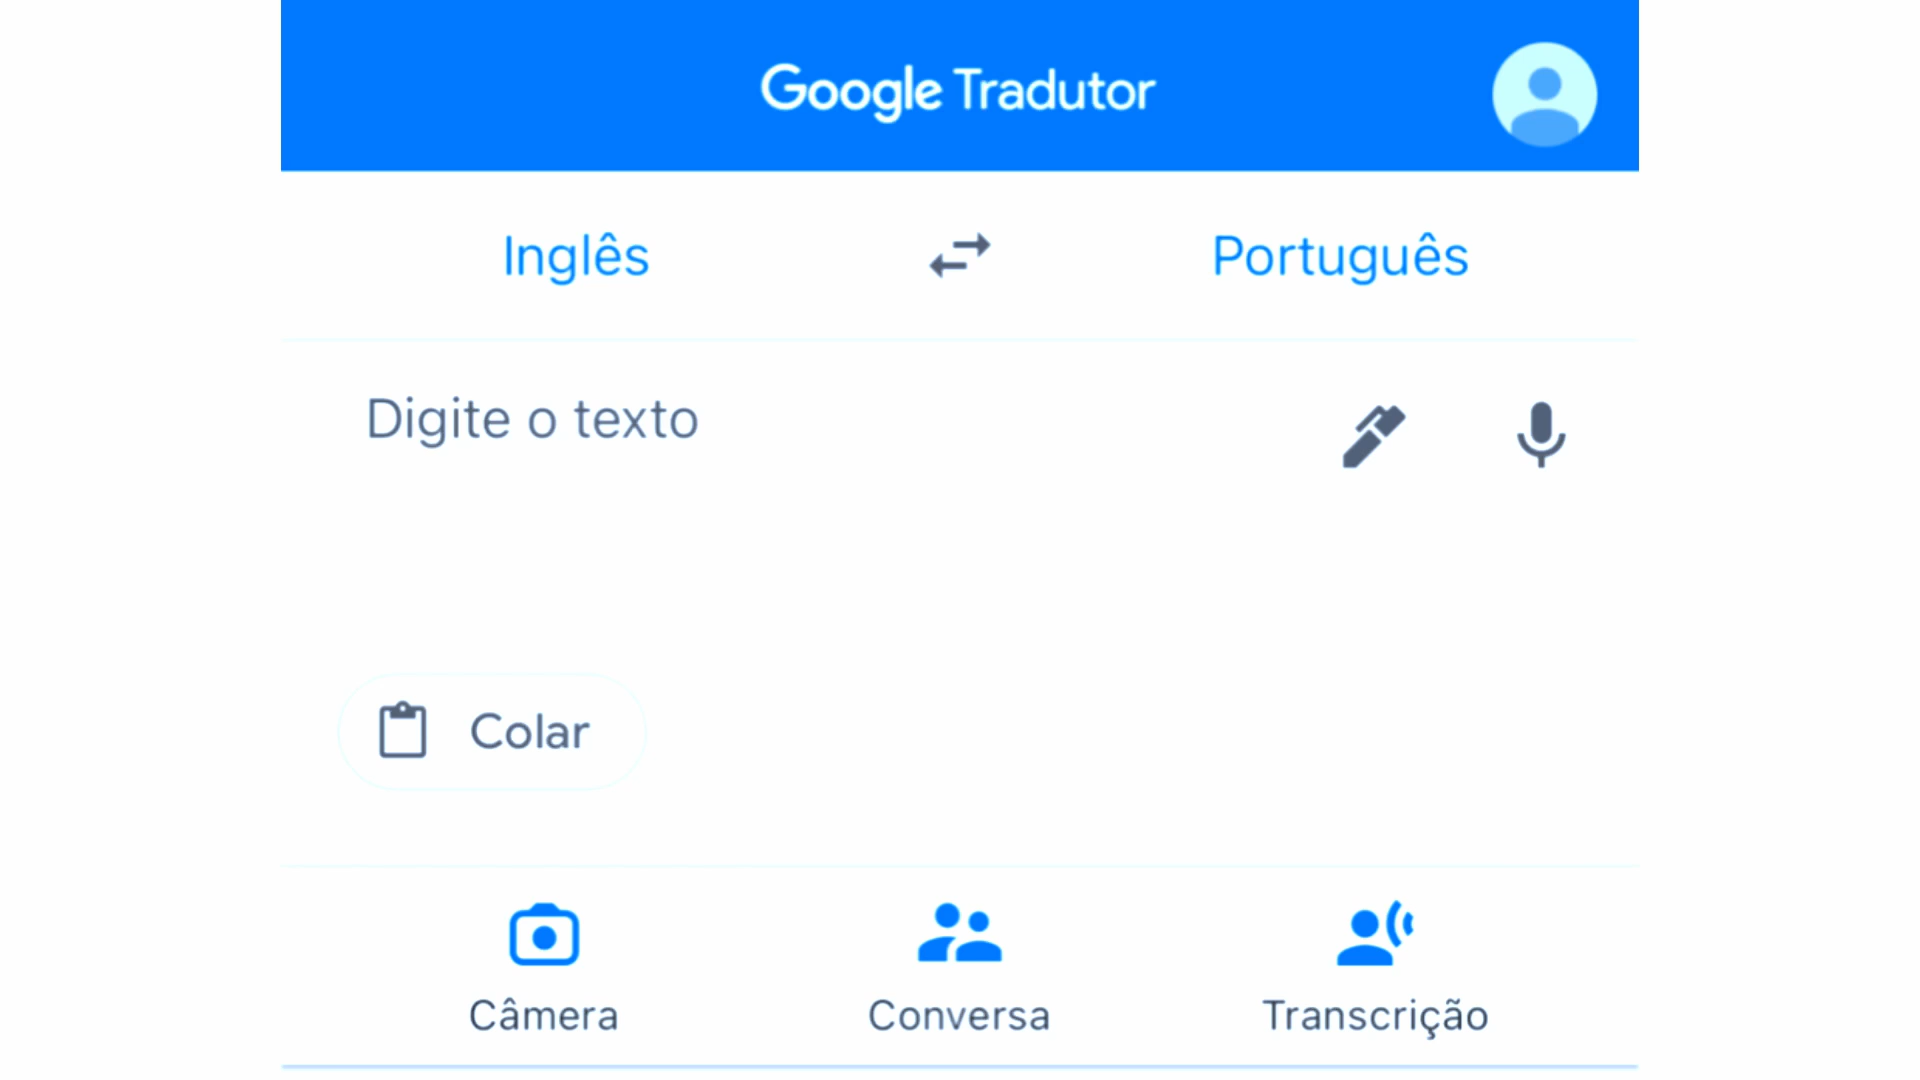 Google Tradutor
Inglês
Português
Digite o texto
Colar
Câmera
Conversa
Transcrição